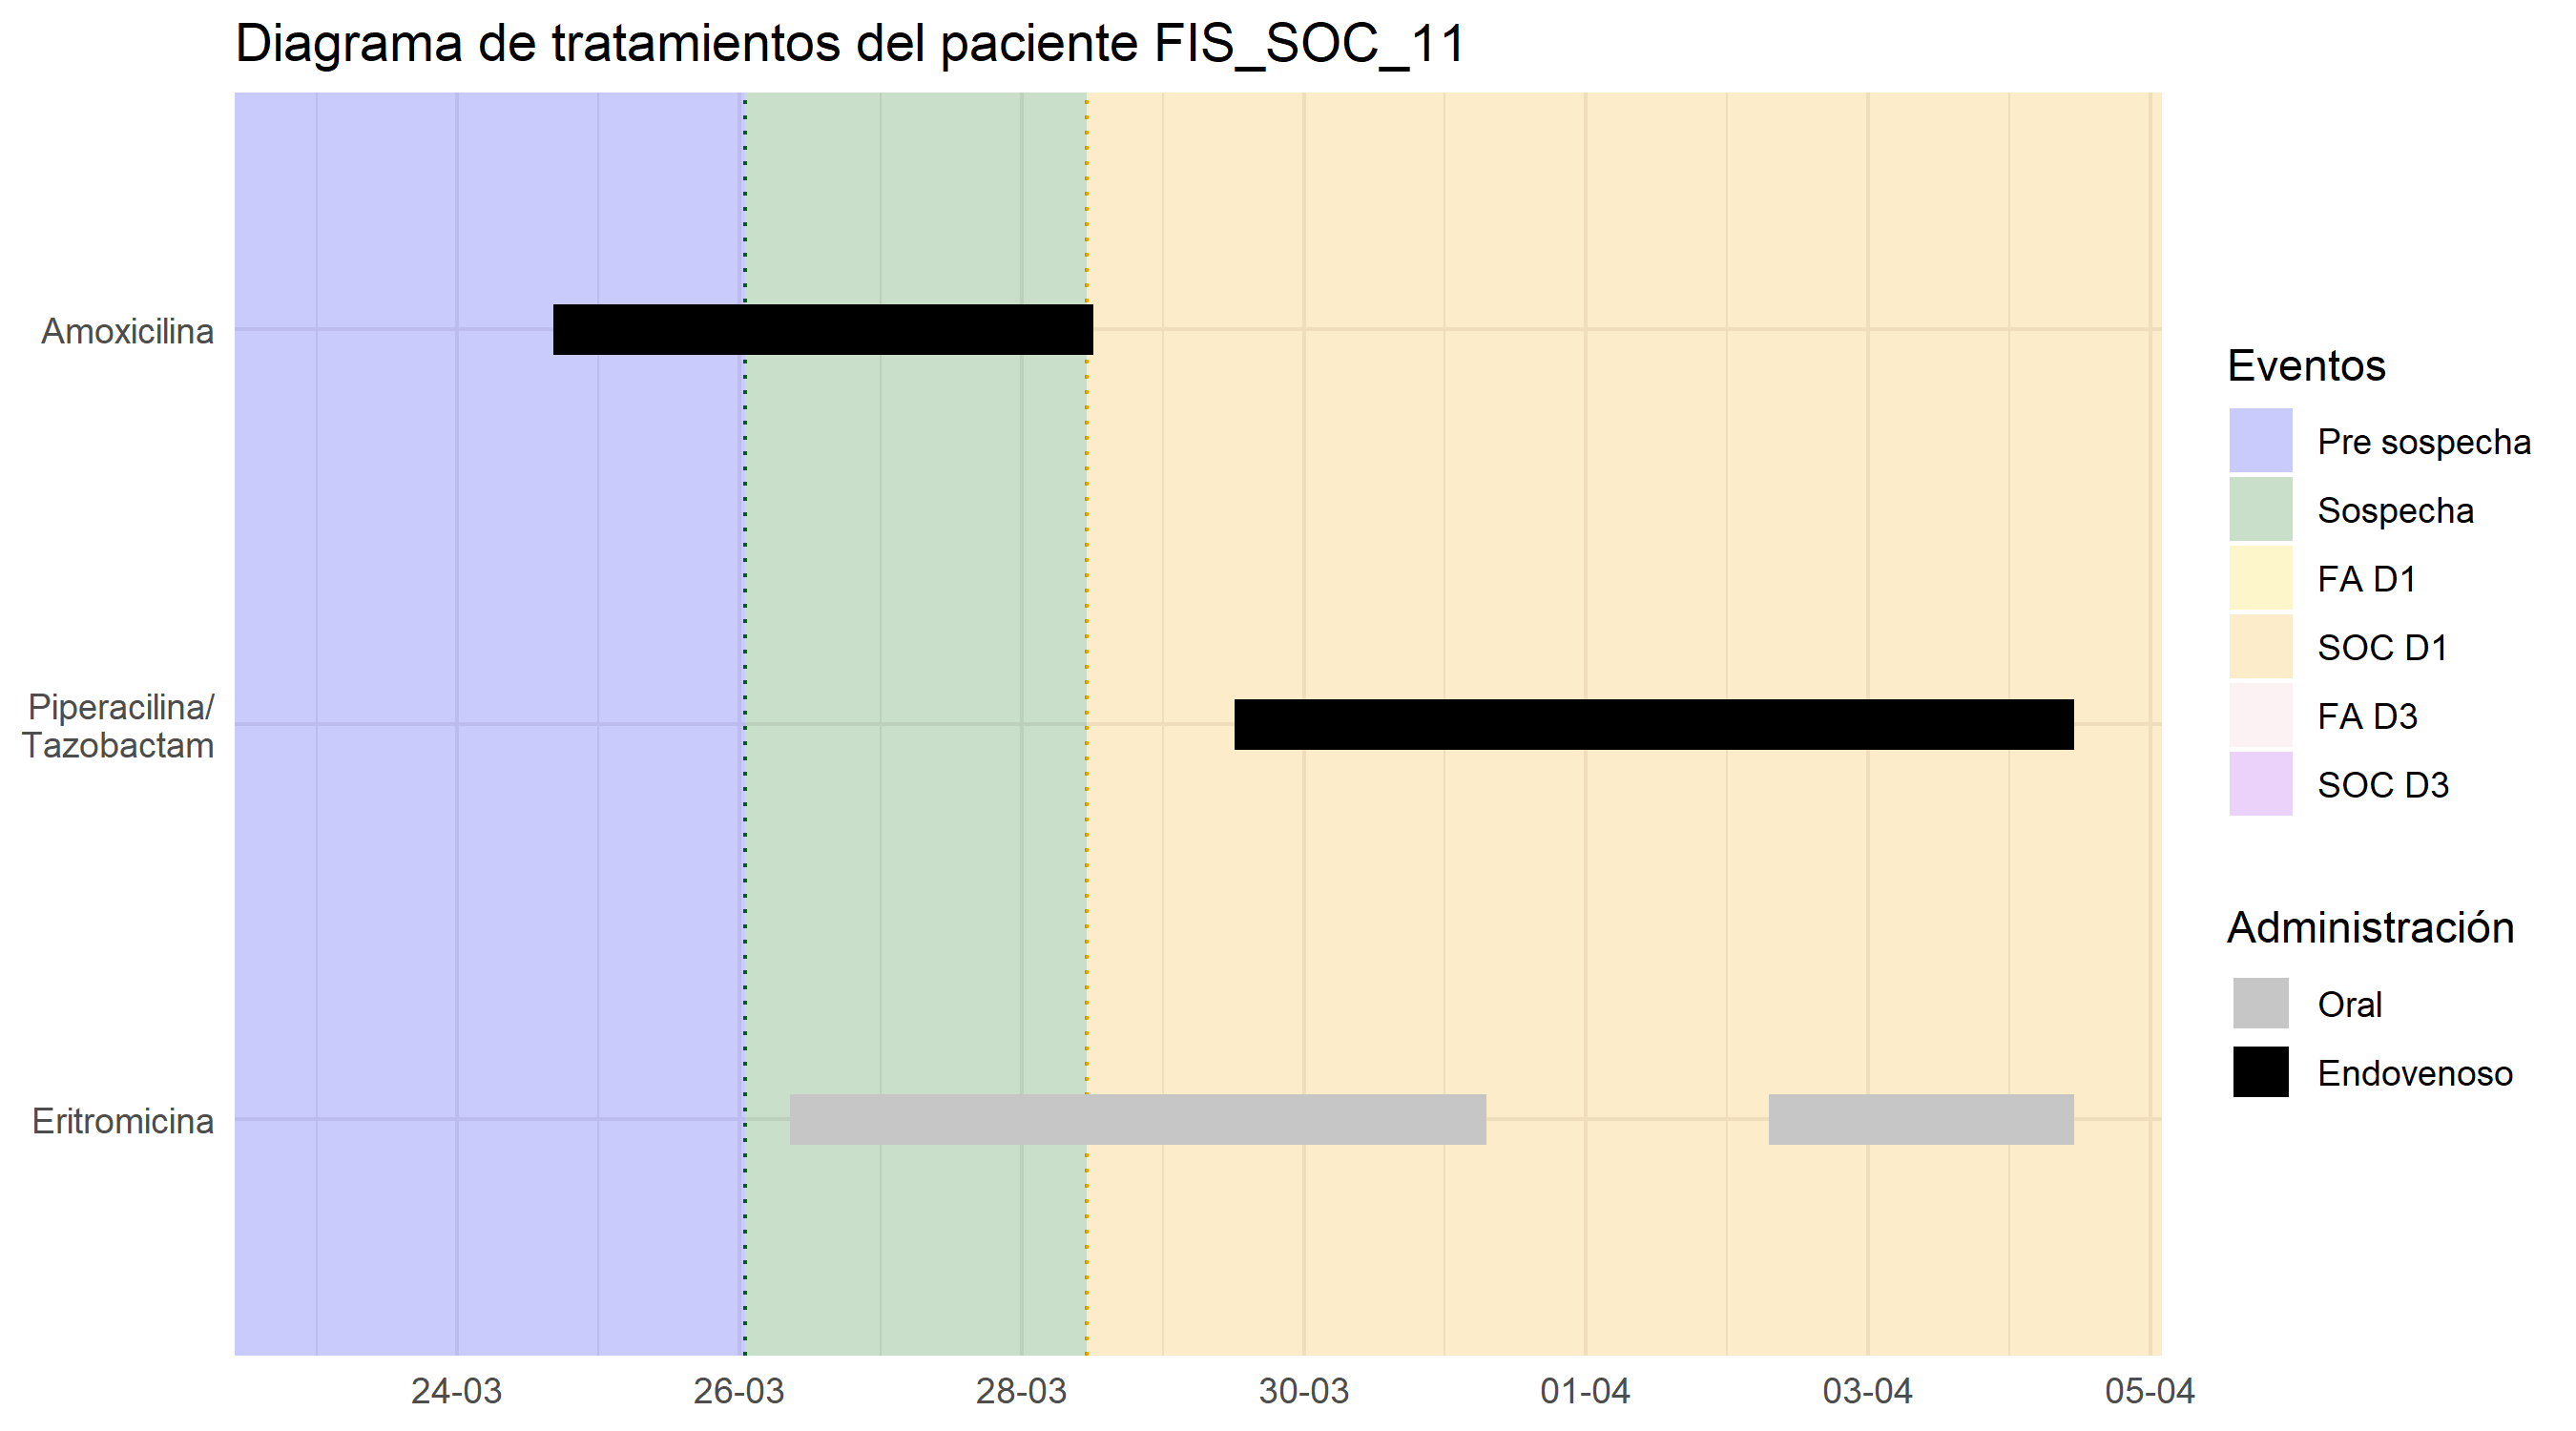 Diagrama de tratamientos del paciente FIS_SOC_11
Amoxicilina
Piperacilina/
Tazobactam
Eritromicina
24-03
26-03
28-03
30-03
01-04
03-04
05-04
Eventos
Pre sospecha
Sospecha
FA D1
SOC D1
FA D3
SOC D3
Administración
Oral
Endovenoso